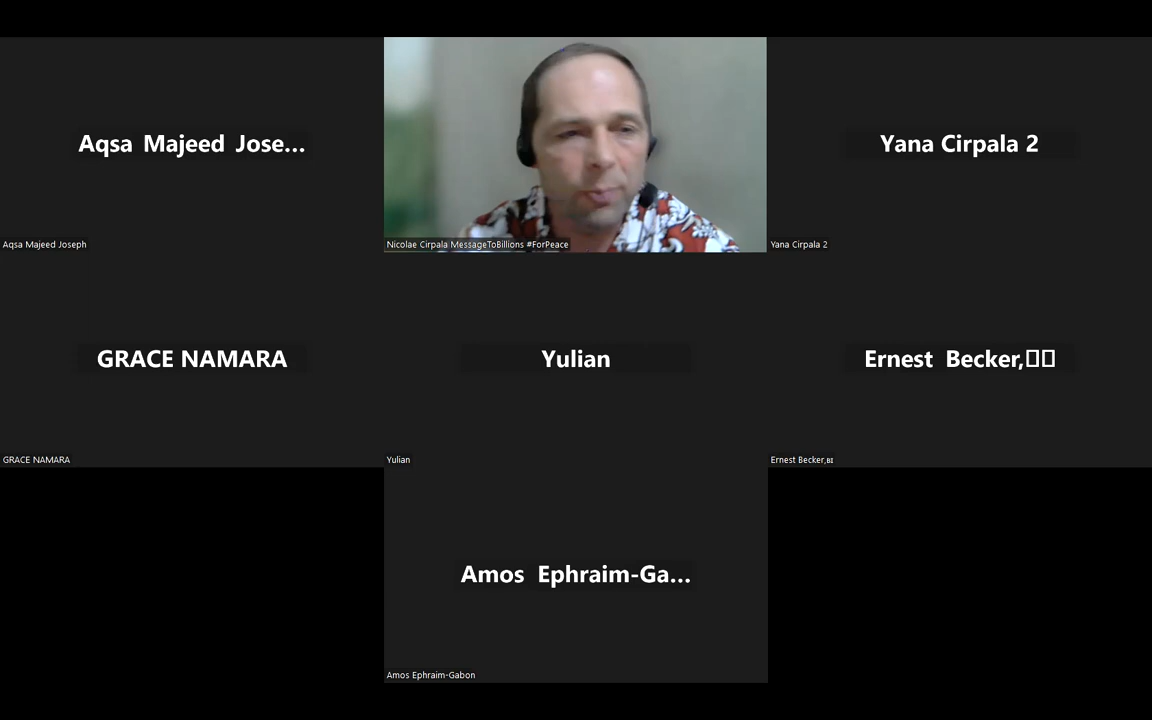 Aqsa Majeed Jose...
Aqsa Majeed Joseph
Nicolae Cirpala MessageToBillions #ForPeace
Yana Cirpala 2
Yana Cirpala 2
GRACE NAMARA
GRACE NAMARA
Yulian
Yulian
Ernest Becker,
Ernest Becker,
Amos Ephraim-Ga...
Amos Ephraim-Gabon